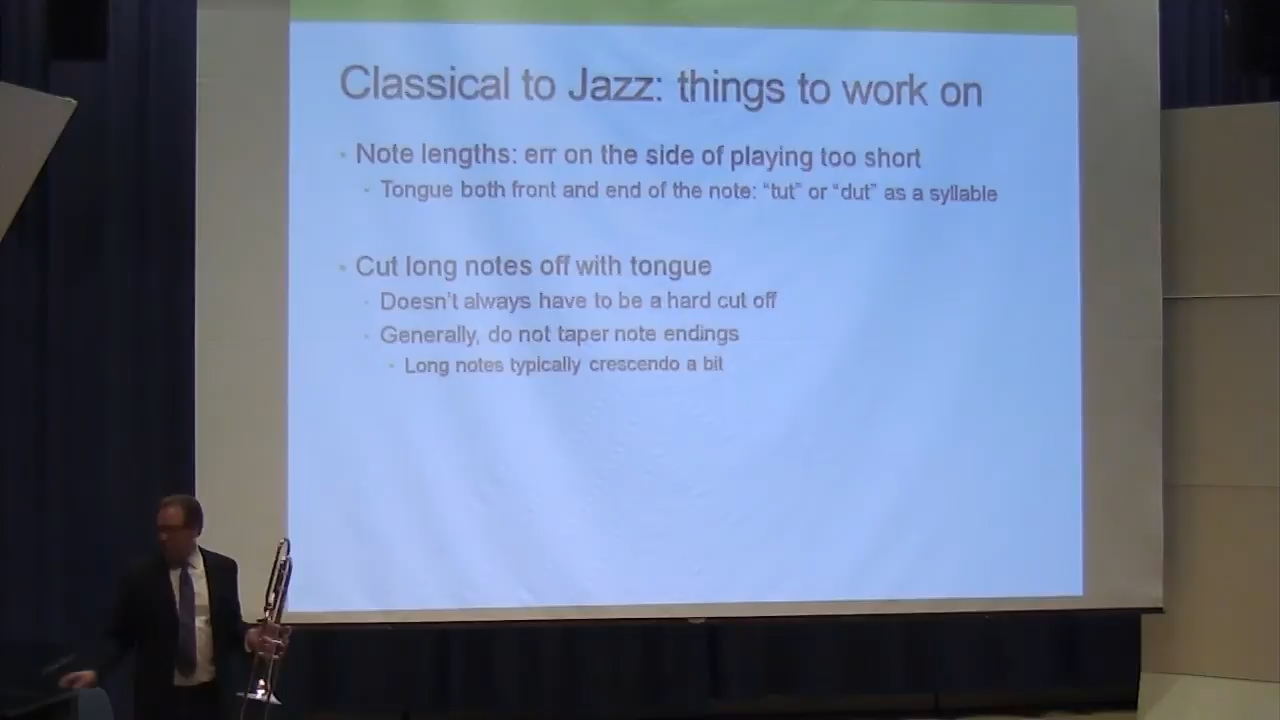 Classical to Jazz: things to work on
· Note lengths: err on the side of playing too short
· Tongue both front and end of the note: “tut” or “dut” as a syllable
· Cut long notes off with tongue
· Doesn’t always have to be a hard cut off
· Generally, do not taper note endings
· Long notes typically crescendo a bit